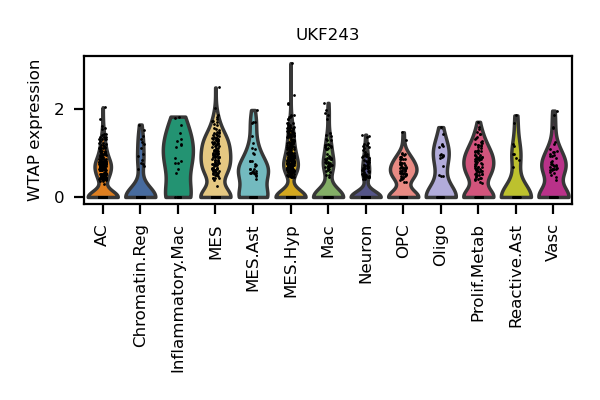 UKF243
WTAP expression
2
0
AC
Chromatin.Reg
Inflammatory.Mac
MES
MES.Ast
MES.Hyp
Mac
Neuron
OPC
Oligo
Prolif.Metab
Reactive.Ast
Vasc